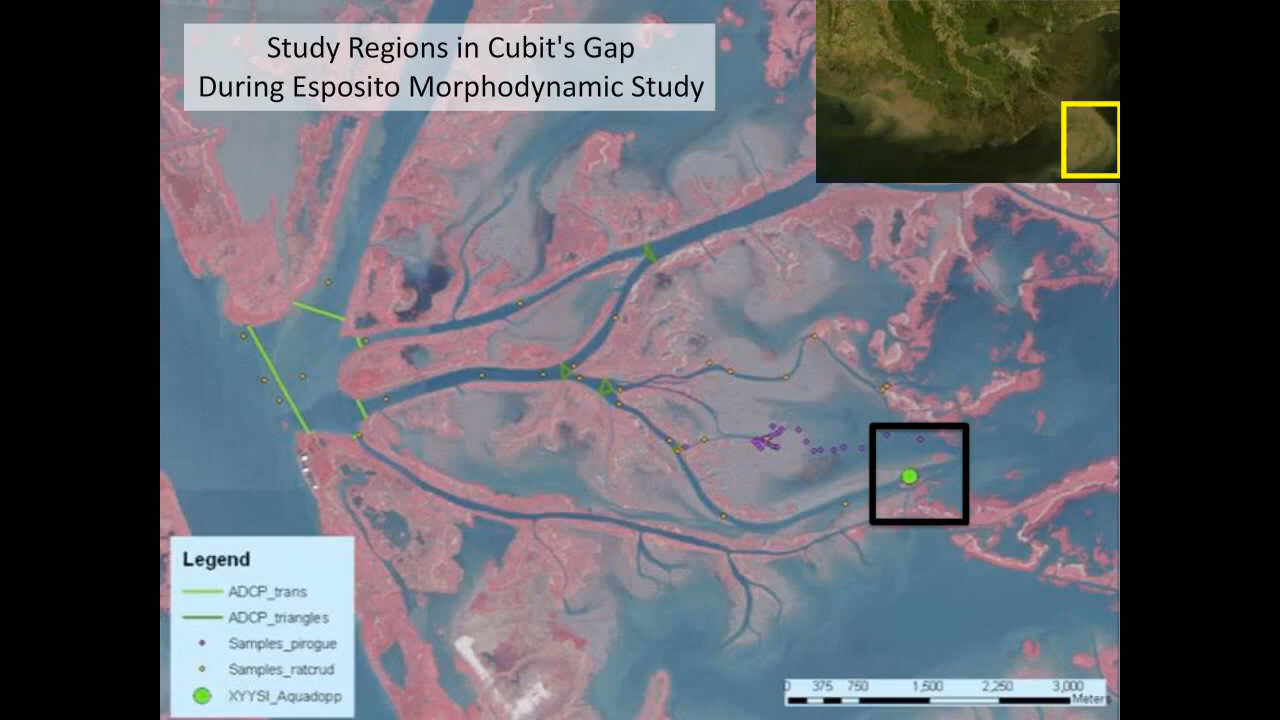 Study Regions in Cubit's Gap
During Esposito Morphodynamic Study
Legend
ADCP_trans
ADCP_triangles
Samples_pirogue
Samples_ratcrud
XYYSI_Aquadopp
0 375 750 1,500 2,250 3,000
Meters